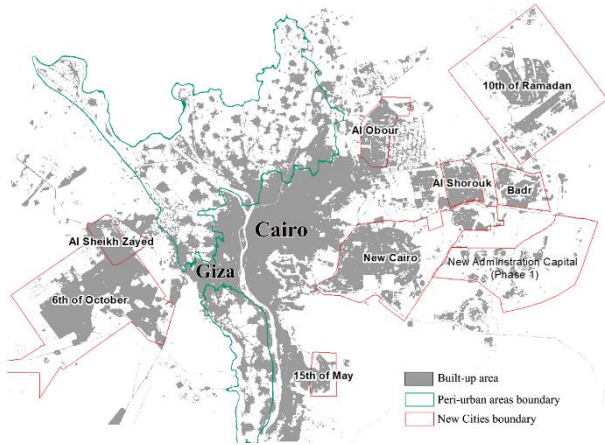 10th of Ramadan
Al Obour
Al Shorouk
Badr
Cairo
Al Sheikh Zayed
New Cairo
New Adminstration Capital
(Phase 1)
Giza
6th of October
15th of May
Built-up area
Peri-urban areas boundary
New Cities boundary